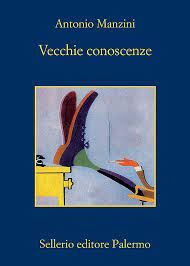 Antonio Manzini
Vecchie conoscenze
Sellerio editore Palermo